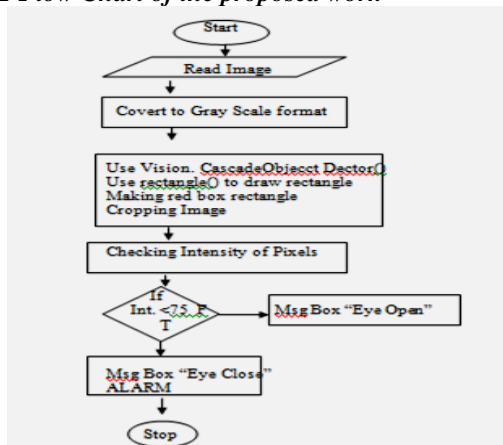 Flow Chart of the proposed work
Start
Read Image
Covert to Gray Scale format
Use Vision. CascadeObjecct Dector()
Use rectangle() to draw rectangle
Making red box rectangle
Cropping Image
Checking Intensity of Pixels
If
Int. <75 F
T
Msg Box “Eye Open”
Msg Box “Eye Close”
ALARM
Stop